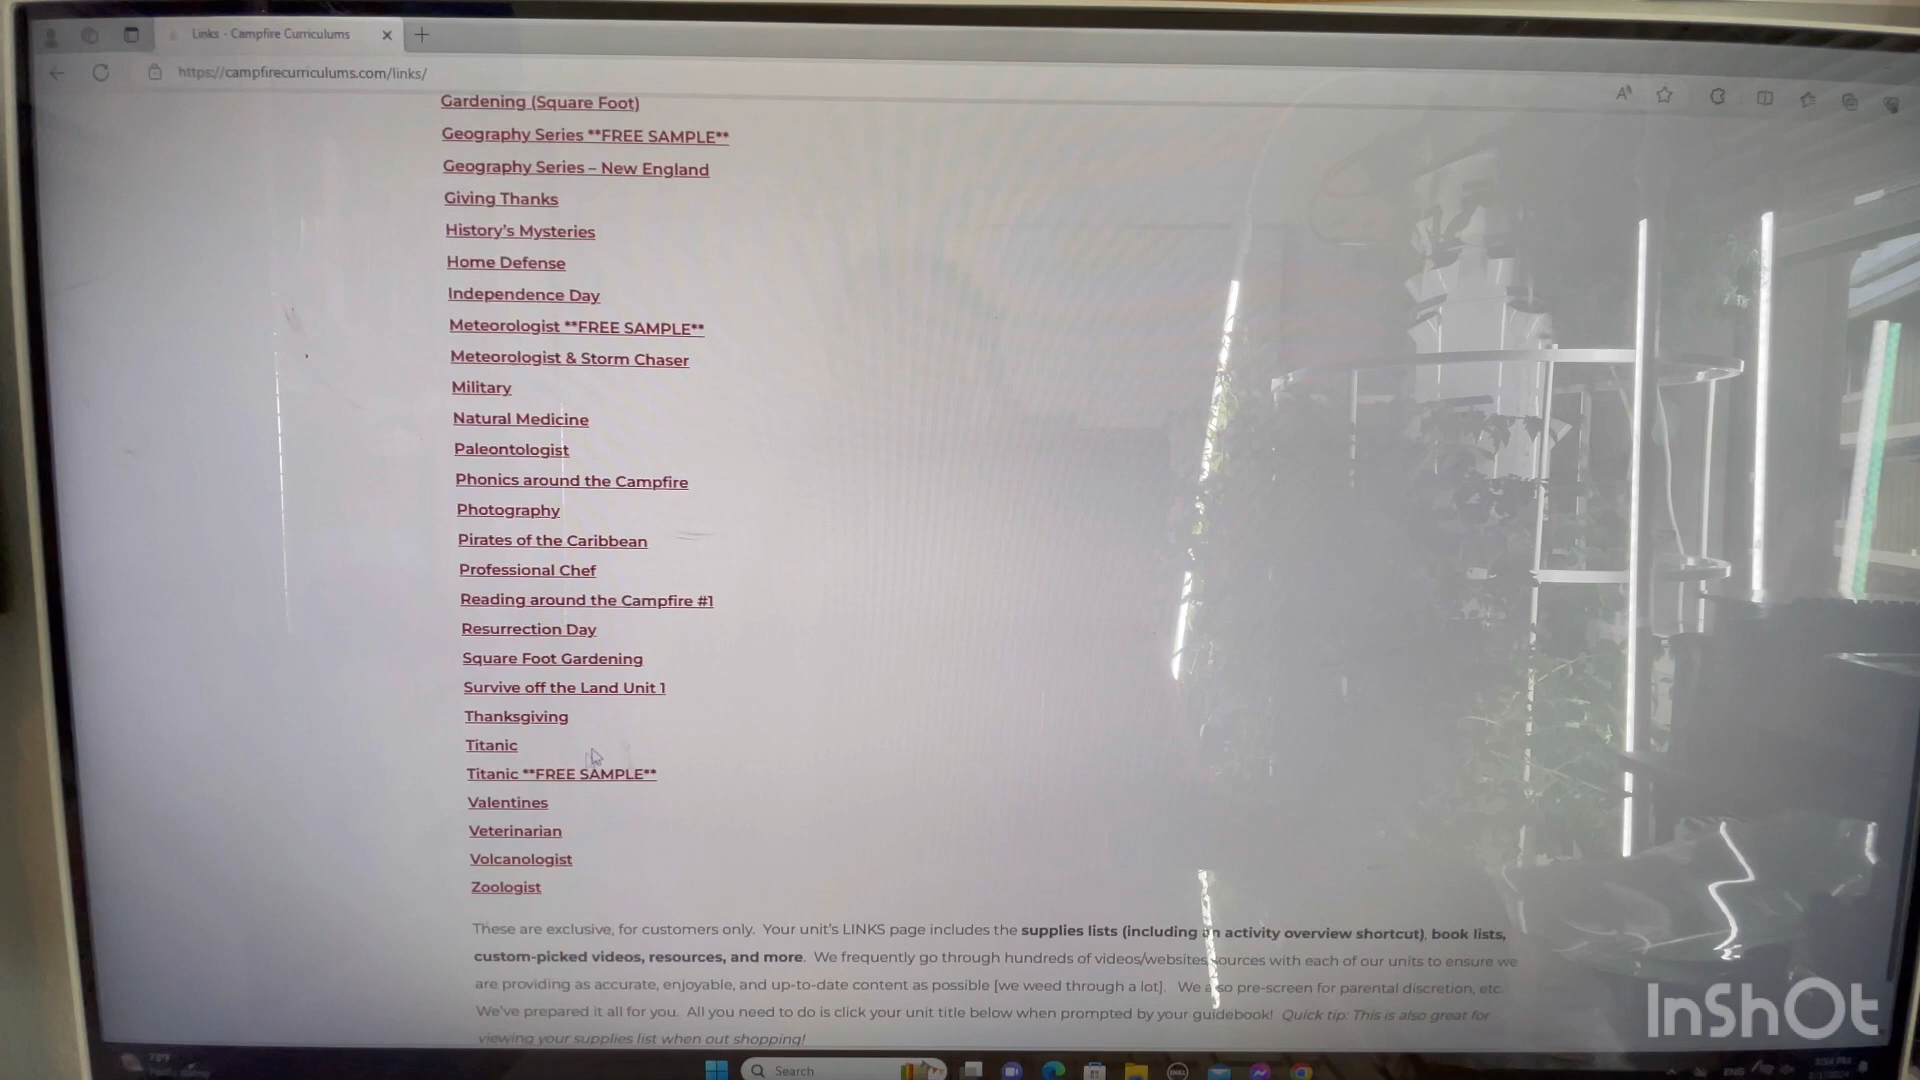 Links - Campfire Curriculums
https://campfirecurriculums.com/links/
Gardening (Square Foot)
Geography Series **FREE SAMPLE**
Geography Series – New England
Giving Thanks
History's Mysteries
Home Defense
Independence Day
Meteorologist **FREE SAMPLE**
Meteorologist & Storm Chaser
Military
Natural Medicine
Paleontologist
Phonics around the Campfire
Photography
Pirates of the Caribbean
Professional Chef
Reading around the Campfire #1
Resurrection Day
Square Foot Gardening
Survive off the Land Unit 1
Thanksgiving
Titanic
Titanic **FREE SAMPLE**
Valentines
Veterinarian
Volcanologist
Zoologist
These are exclusive, for customers only. Your unit's LINKS page includes the supplies lists (including an activity overview shortcut), book lists,
custom-picked videos, resources, and more. We frequently go through hundreds of videos/websites sources with each of our units to ensure we
are providing as accurate, enjoyable, and up-to-date content as possible [we weed through a lot]. We also pre-screen for parental discretion, etc.
We've prepared it all for you. All you need to do is click your unit title below when prompted by your guidebook! Quick tip: This is also great for
viewing your supplies list when out shopping!
InShOt
Search
DELL
ENG